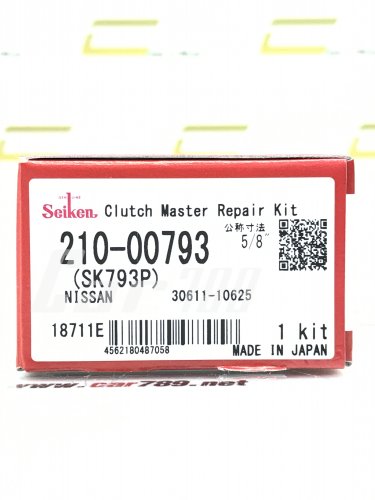 Seiken Clutch Master Repair Kit
公称寸法
210-00793 5/8"
(SK793P)
NISSAN 30611-10625
18711E 1 kit
4562180487058 MADE IN JAPAN
www.car789.net